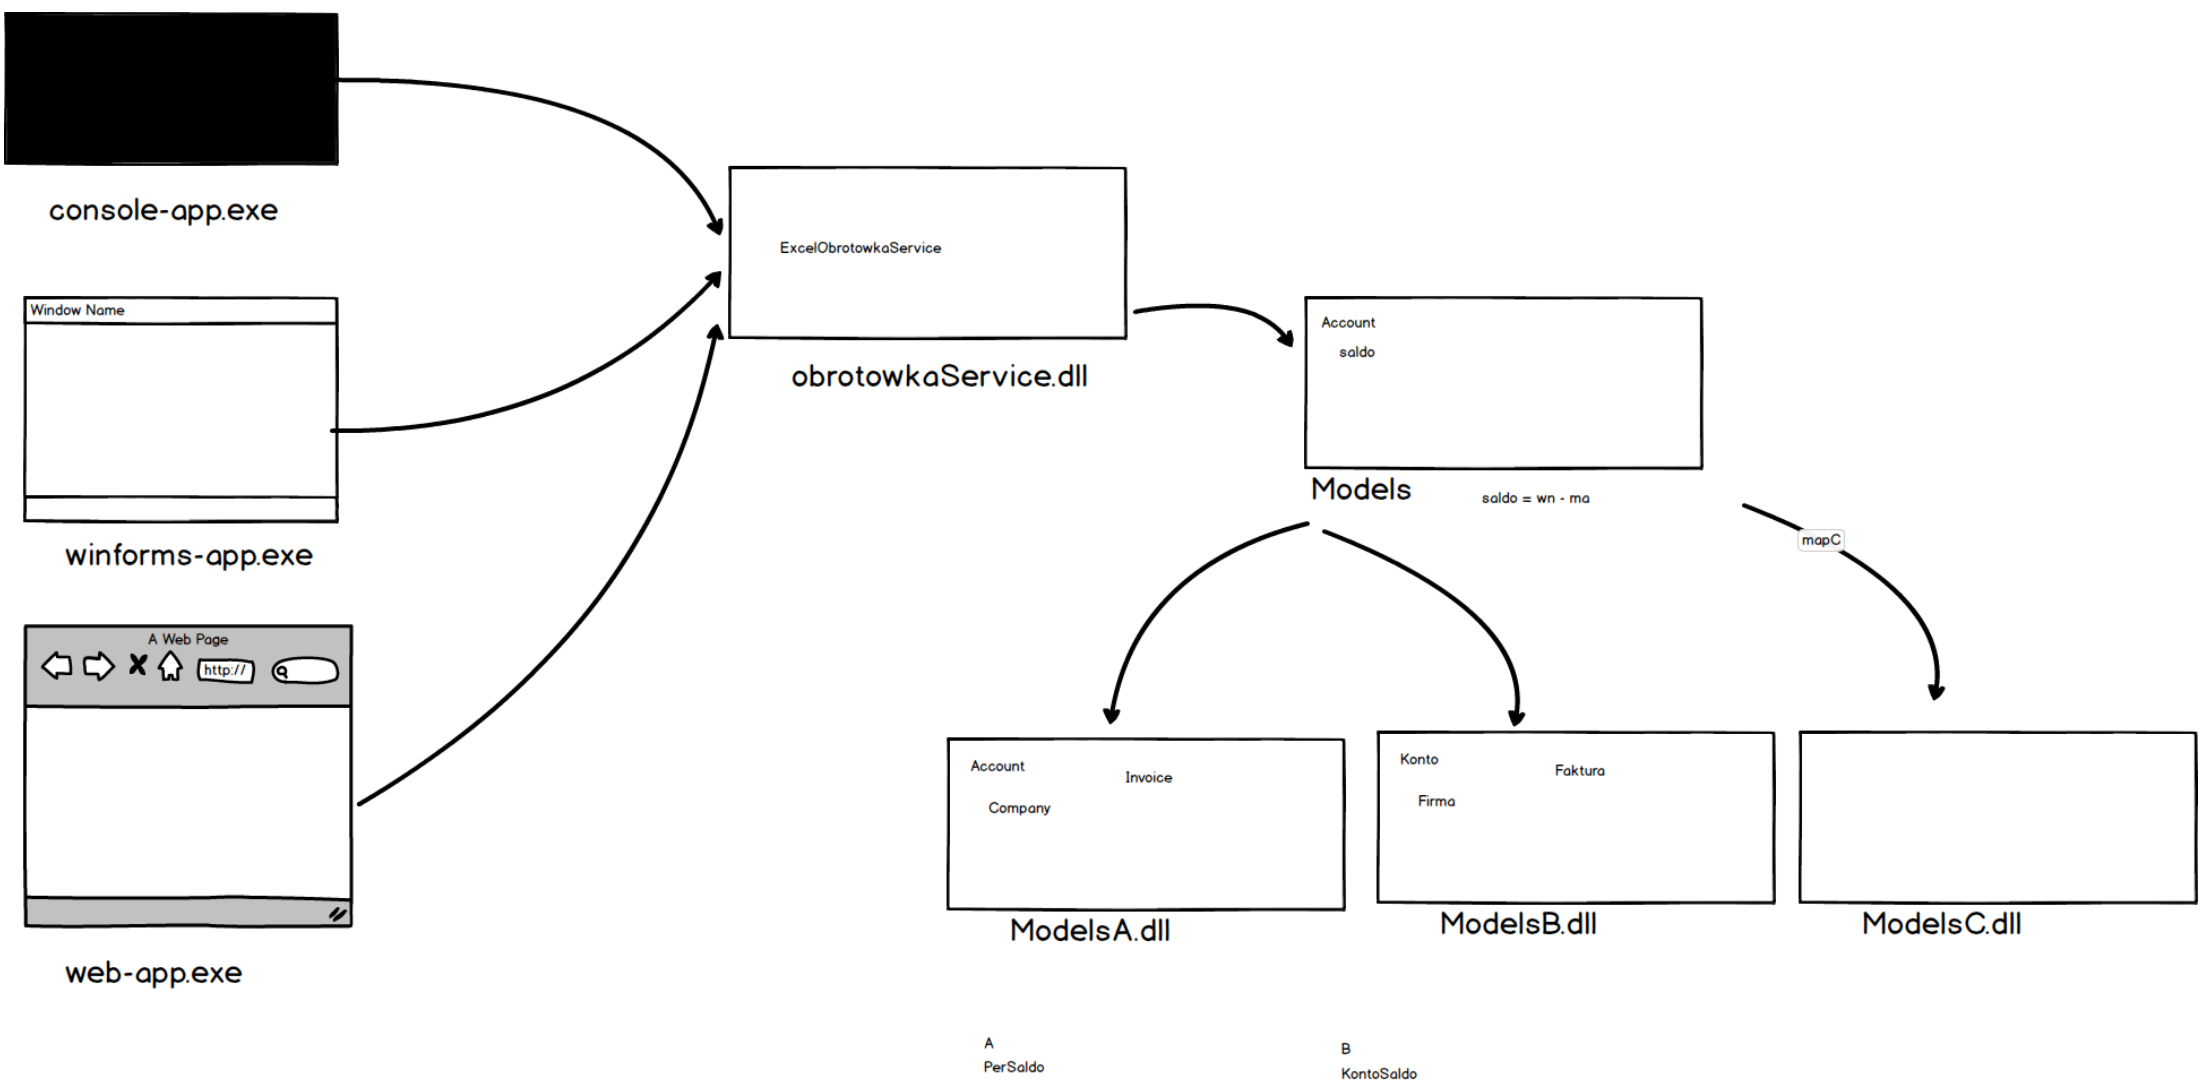 console-app.exe
Window Name
winforms-app.exe
A Web Page
http://
web-app.exe
ExcelObrotowkaService
obrotowkaService.dll
Account
saldo
Models
saldo = wn - ma
mapC
Account
Invoice
Company
ModelsA.dll
Konto
Faktura
Firma
ModelsB.dll
ModelsC.dll
A
PerSaldo
B
KontoSaldo